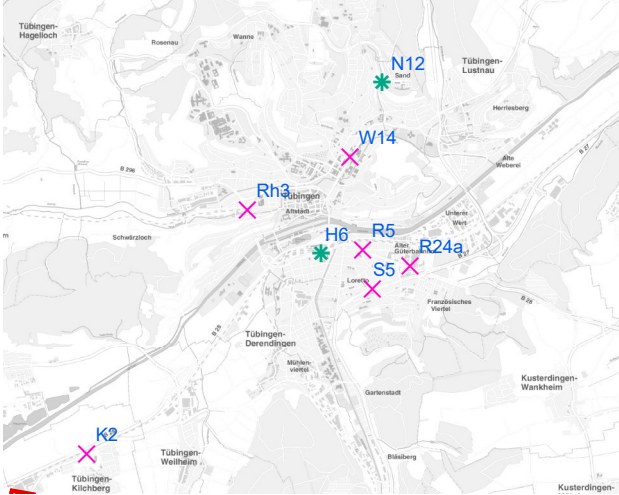 Tübingen-
Hagelloch
Rosenau
Wanne
N12
Sand
Tübingen-
Lustnau
Herrlesberg
W14
B 27
Alte
Weberei
B 296
Rh3
Tübingen
Altstadt
Unterer
Wert
Schwärzloch
H6
R5
Alter
Güterbahnhof
R24a
B 27
S5
Loretto
Französisches
Viertel
B 28
B 28
Tübingen-
Derendingen
Mühlen-
viertel
Gartenstadt
Kusterdingen-
Wankheim
K2
Tübingen-
Weilheim
Bläsiberg
Tübingen-
Kilchberg
Kusterdingen-